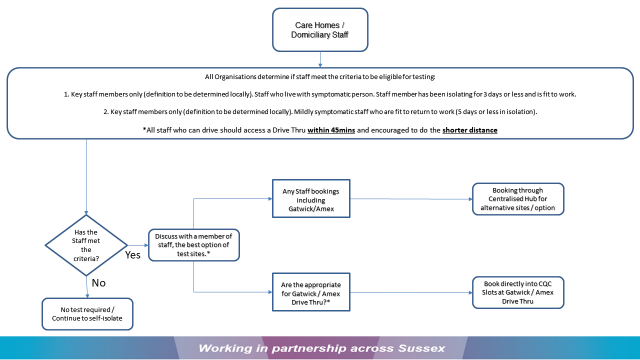 Care Homes /
Domiciliary Staff
All Organisations determine if staff meet the criteria to be eligible for testing:
1. Key staff members only (definition to be determined locally). Staff who live with symptomatic person. Staff member has been isolating for 3 days or less and is fit to work.
2. Key staff members only (definition to be determined locally). Mildly symptomatic staff who are fit to return to work (5 days or less in isolation).
*All staff who can drive should access a Drive Thru within 45mins and encouraged to do the shorter distance
Has the
Staff met
the
criteria?
Yes
No
No test required /
Continue to self-isolate
Discuss with a member of
staff, the best option of
test sites.*
Any Staff bookings
including
Gatwick/Amex
Booking through
Centralised Hub for
alternative sites / option
Are the appropriate
for Gatwick / Amex
Drive Thru?*
Book directly into CQC
Slots at Gatwick / Amex
Drive Thru
Working in partnership across Sussex